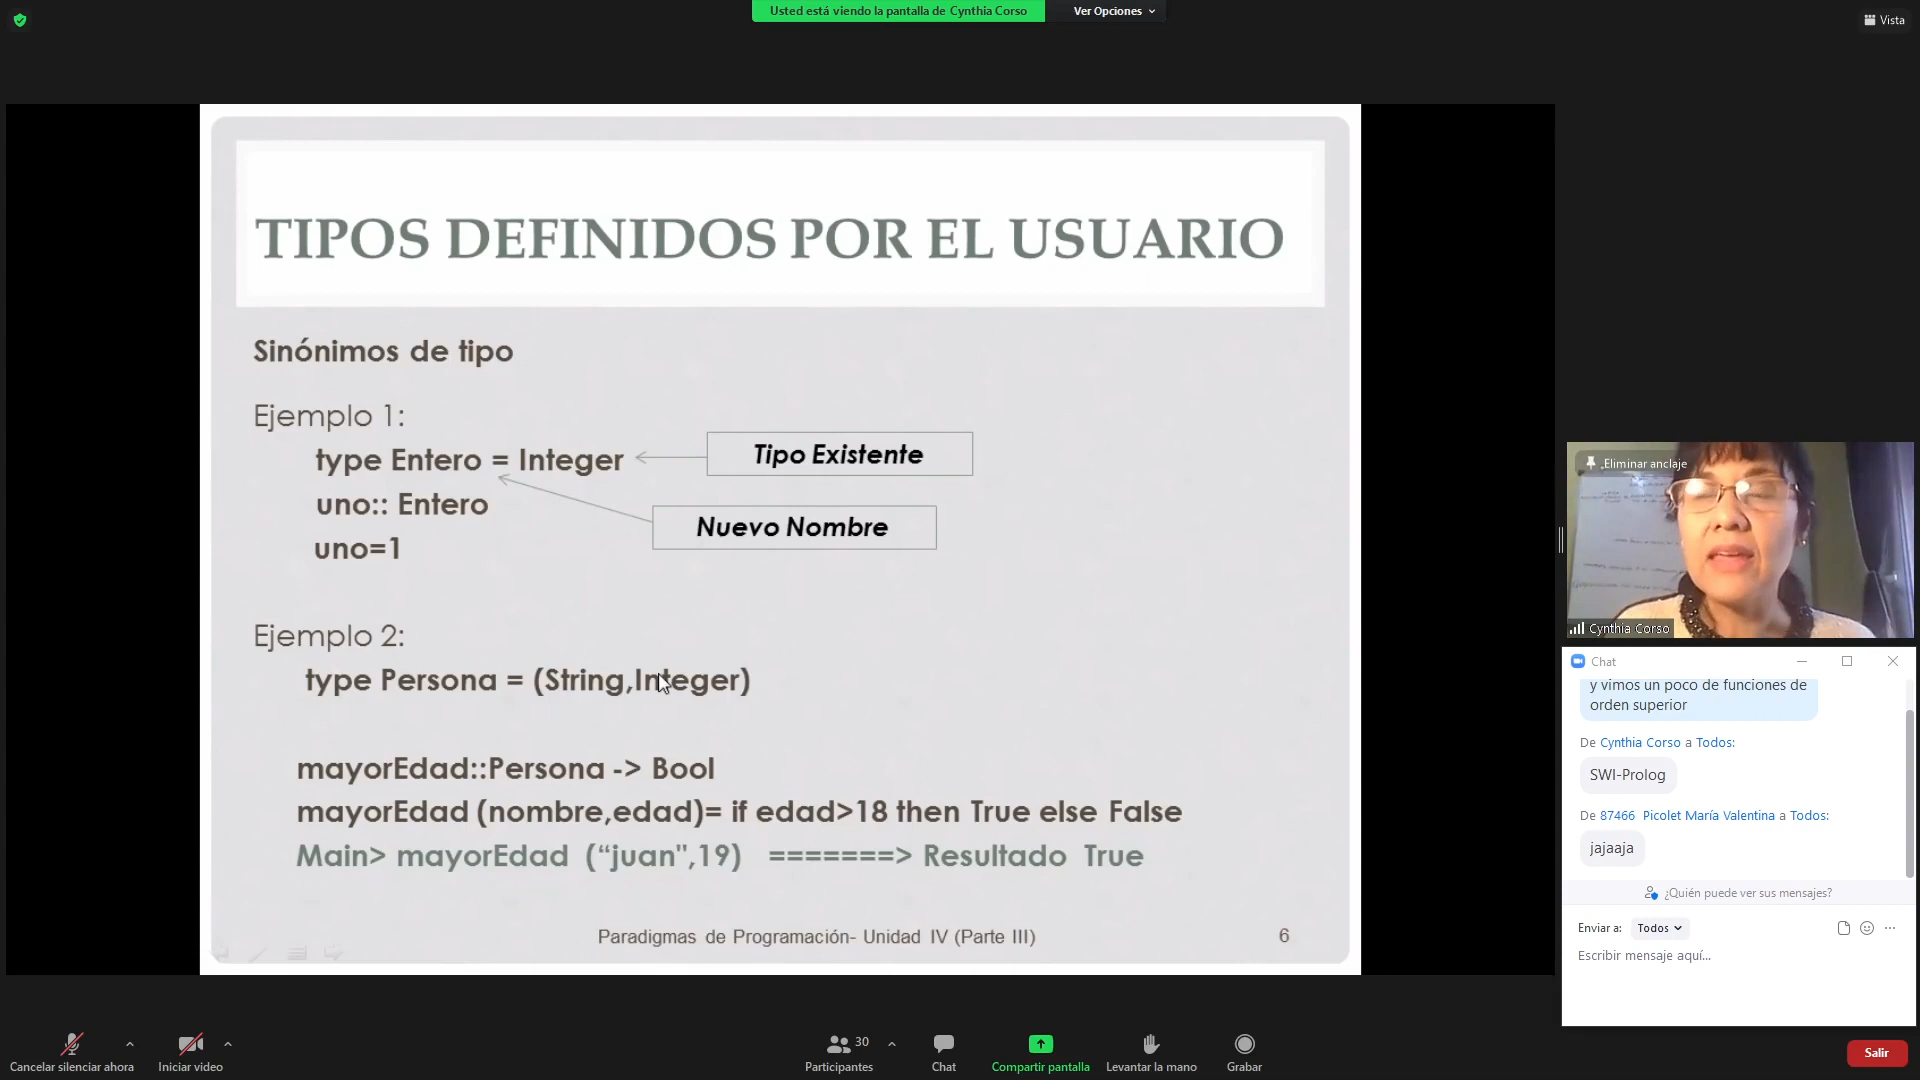 Usted está viendo la pantalla de Cynthia Corso
Ver Opciones
Vista
TIPOS DEFINIDOS POR EL USUARIO
Sinónimos de tipo
Ejemplo 1:
type Entero = Integer
Tipo Existente
uno:: Entero
Nuevo Nombre
uno=1
Ejemplo 2:
type Persona = (String,Integer)
mayorEdad::Persona -> Bool
mayorEdad (nombre,edad)= if edad>18 then True else False
Main> mayorEdad (“juan",19) =======> Resultado True
Paradigmas de Programación- Unidad IV (Parte III)
6
Eliminar anclaje
Cynthia Corso
Chat
y vimos un poco de funciones de
orden superior
De Cynthia Corso a Todos:
SWI-Prolog
De 87466 Picolet María Valentina a Todos:
jajaaja
¿Quién puede ver sus mensajes?
Enviar a: Todos
Escribir mensaje aquí...
Cancelar silenciar ahora
Iniciar video
30
Participantes
Chat
Compartir pantalla
Levantar la mano
Grabar
Salir